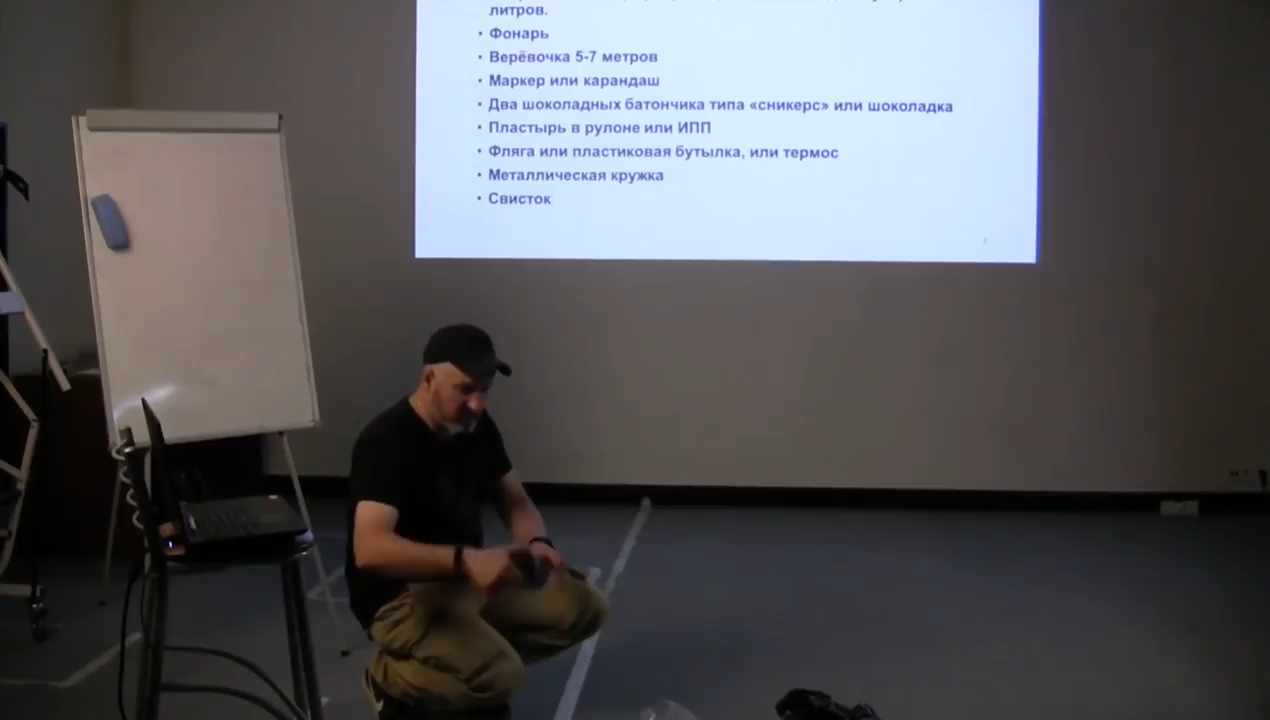 литров.
• Фонарь
• Верёвочка 5-7 метров
• Маркер или карандаш
• Два шоколадных батончика типа «сникерс» или шоколадка
• Пластырь в рулоне или ИПП
• Фляга или пластиковая бутылка, или термос
• Металлическая кружка
• Свисток